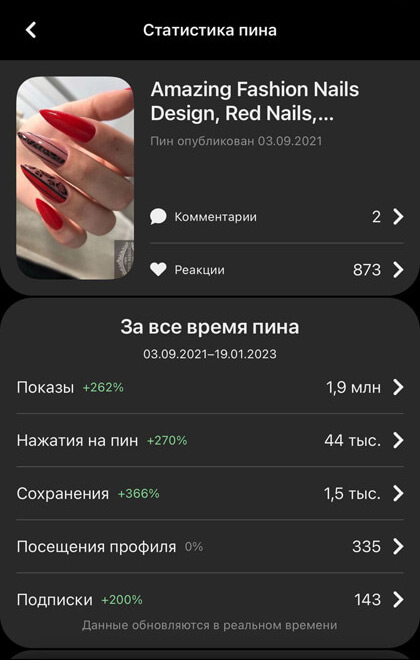 Статистика пина
Amazing Fashion Nails
Design, Red Nails,...
Пин опубликован 03.09.2021
Комментарии 2
Реакции 873
За все время пина
03.09.2021–19.01.2023
Показы +262% 1,9 млн
Нажатия на пин +270% 44 тыс.
Сохранения +366% 1,5 тыс.
Посещения профиля 0% 335
Подписки +200% 143
Данные обновляются в реальном времени